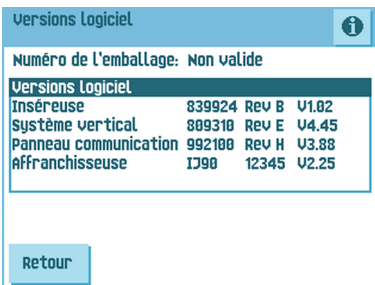 Versions logiciel
Numéro de l'emballage: Non valide
Versions logiciel
Inséreuse 839924 Rev B V1.02
Système vertical 809310 Rev E V4.45
Panneau communication 992100 Rev H V3.88
Affranchisseuse IJ90 12345 V2.25
Retour